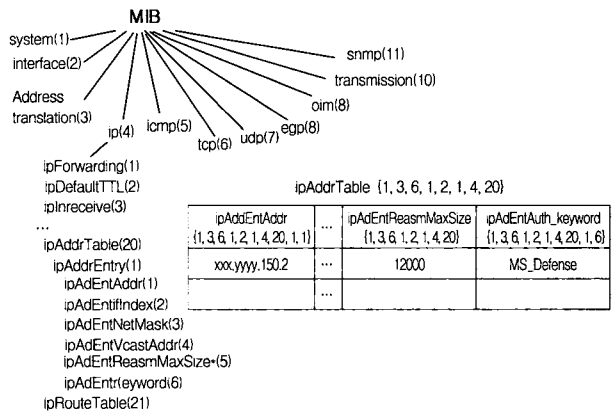 MIB
system(1)
interface(2)
Address
translation(3)
ip(4)
icmp(5)
tcp(6)
udp(7)
egp(8)
oim(8)
transmission(10)
snmp(11)
ipForwarding(1)
ipDefaultTTL(2)
ipInreceive(3)
...
ipAddrTable(20)
ipAddrEntry(1)
ipAdEntAddr(1)
ipAdEntifIndex(2)
ipAdEntNetMask(3)
ipAdEntVcastAddr(4)
ipAdEntReasmMaxSize*(5)
ipAdEntr(eyword(6)
ipRouteTable(21)
ipAddrTable {1, 3, 6, 1, 2, 1, 4, 20}
ipAddEntAddr ... ipAdEntReasmMaxSize ipAdEntAuth_keyword
{1, 3, 6, 1, 2, 1, 4, 20, 1, 1} {1, 3, 6, 1, 2, 1, 4, 20} {1, 3, 6, 1, 2, 1, 4, 20, 1, 6}
xxx.yyyy.150.2 ... 12000 MS_Defense
...